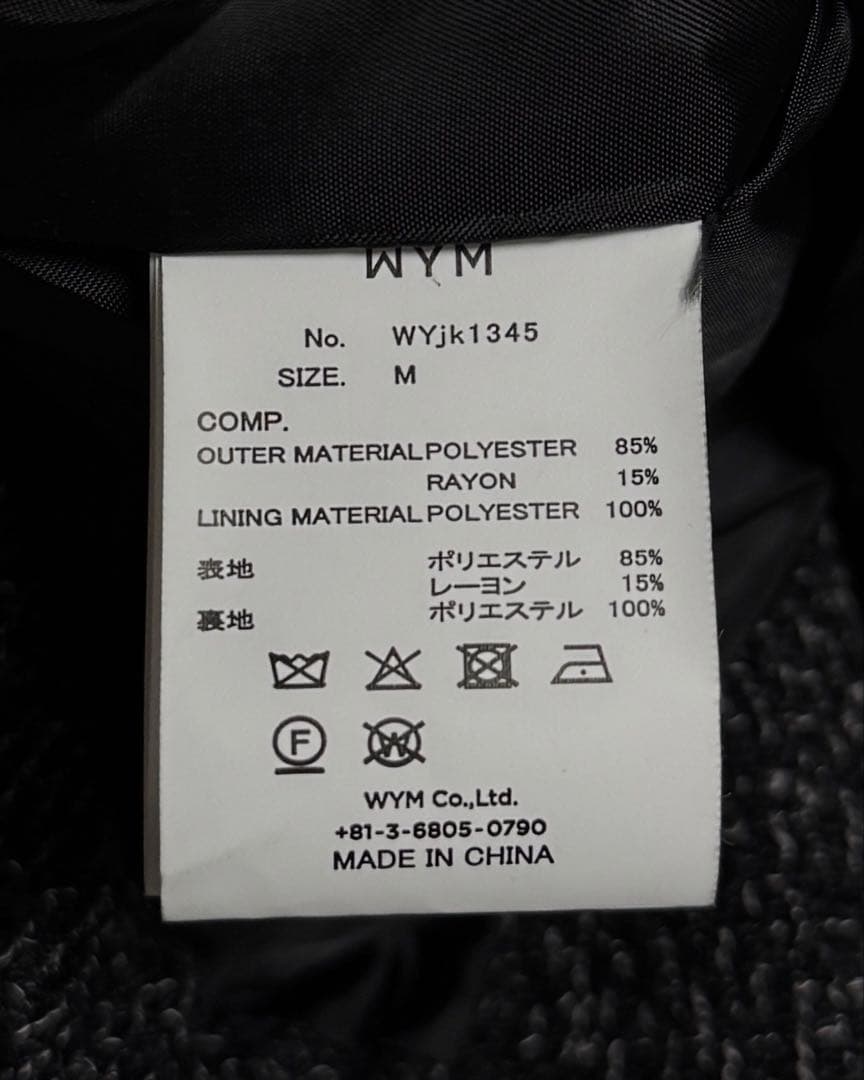 WYM
No. WYjk1345
SIZE. M
COMP.
OUTER MATERIAL POLYESTER 85%
RAYON 15%
LINING MATERIAL POLYESTER 100%
表地 ポリエステル 85%
レーヨン 15%
裏地 ポリエステル 100%
F W
WYM Co.,Ltd.
+81-3-6805-0790
MADE IN CHINA